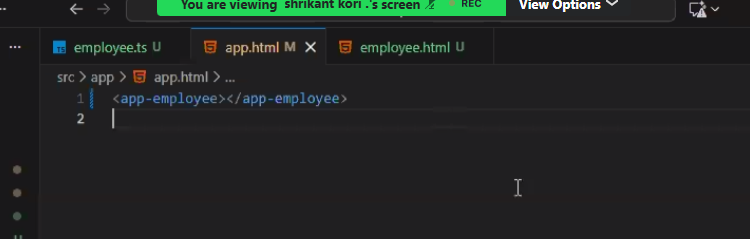 You are viewing shrikant kori .'s screen REC View Options
... employee.ts U app.html M employee.html U
src > app > app.html > ...
1 <app-employee></app-employee>
2